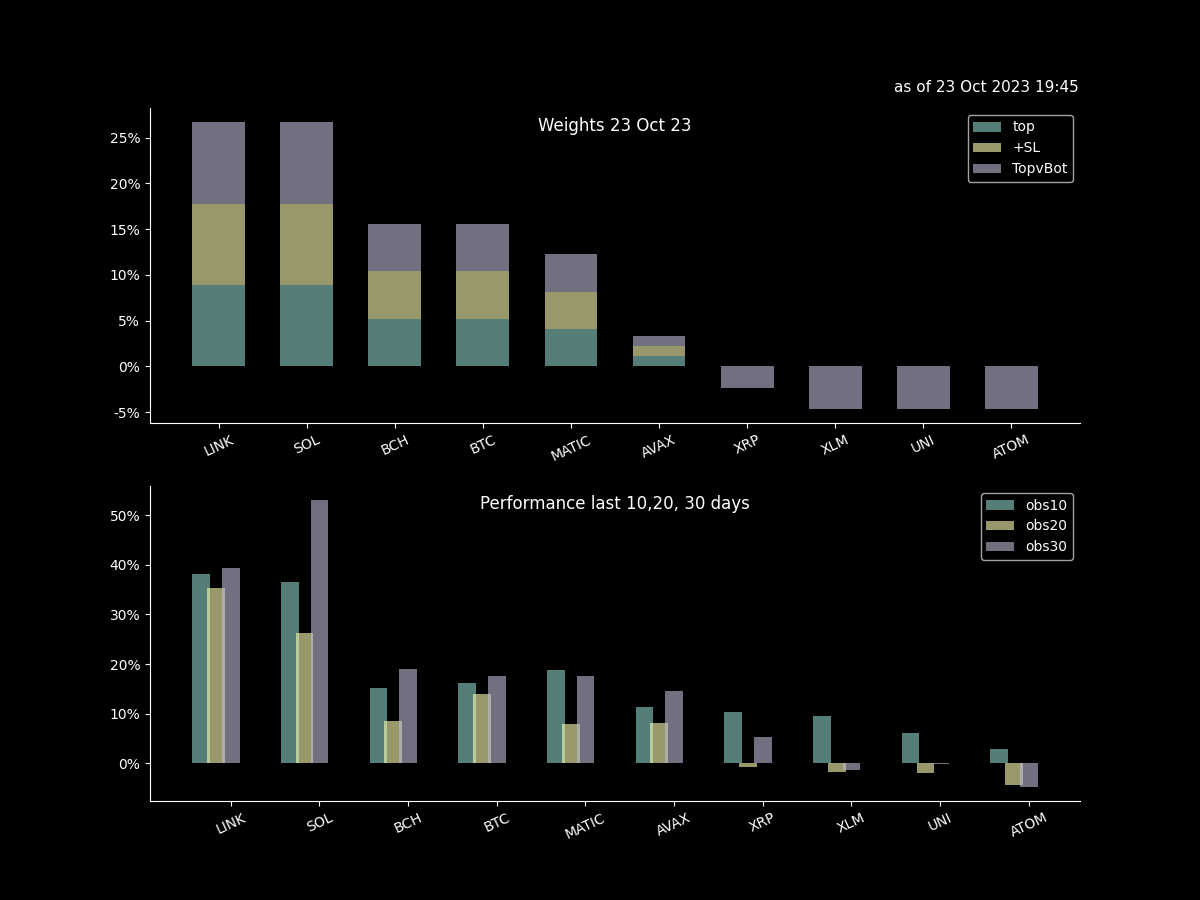 as of 23 Oct 2023 19:45
Weights 23 Oct 23
top
+SL
TopvBot
25%
20%
15%
10%
5%
0%
-5%
LINK SOL BCH BTC MATIC AVAX XRP XLM UNI ATOM
Performance last 10,20, 30 days
obs10
obs20
obs30
50%
40%
30%
20%
10%
0%
LINK SOL BCH BTC MATIC AVAX XRP XLM UNI ATOM